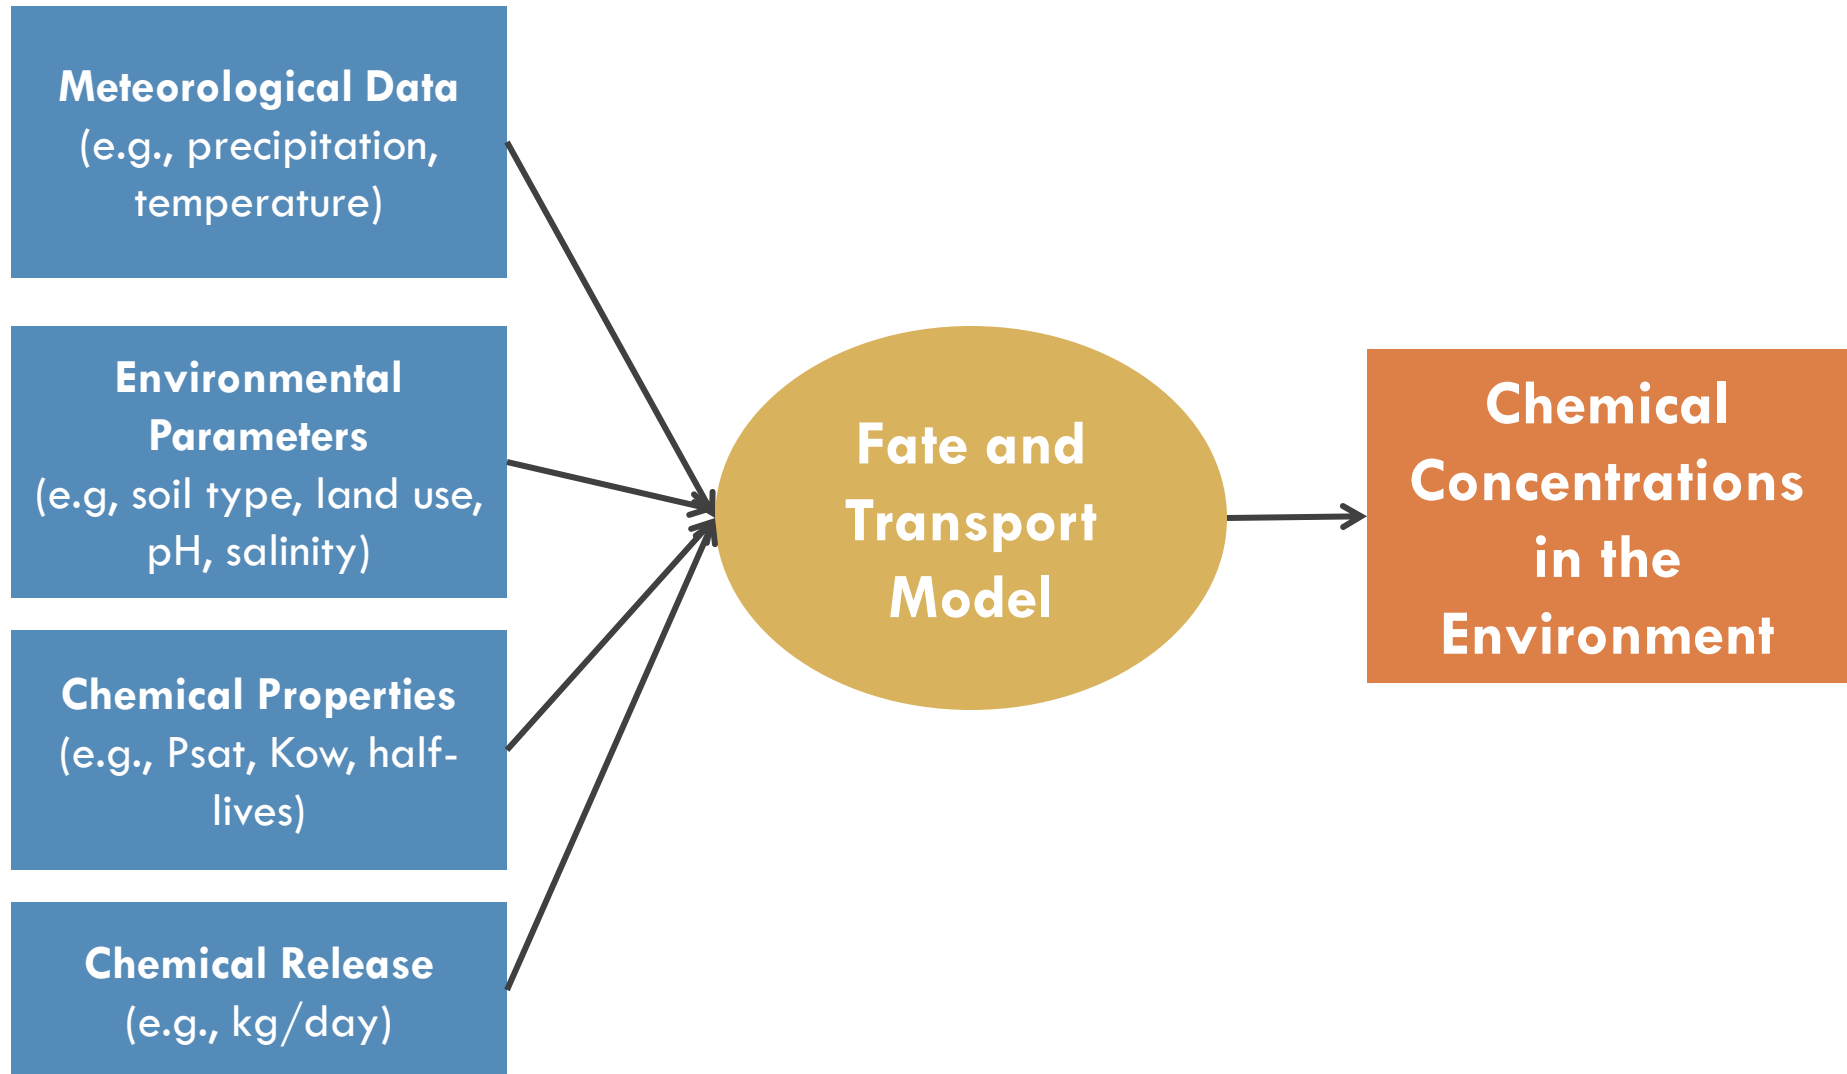 Meteorological Data
(e.g., precipitation,
temperature)
Environmental
Parameters
(e.g, soil type, land use,
pH, salinity)
Chemical Properties
(e.g., Psat, Kow, half-
lives)
Chemical Release
(e.g., kg/day)
Fate and
Transport
Model
Chemical
Concentrations
in the
Environment